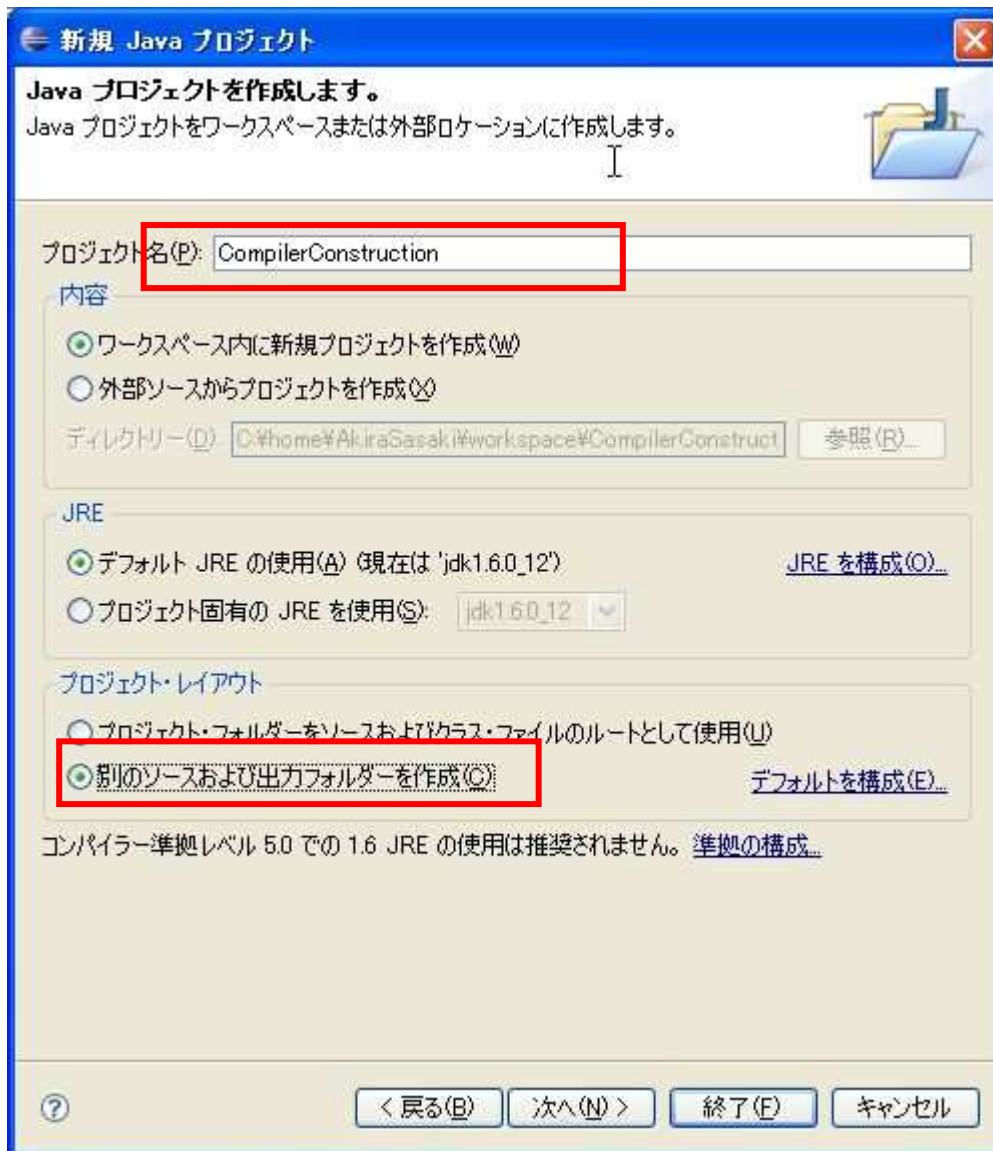 新規 Java プロジェクト
Java プロジェクトを作成します。
Java プロジェクトをワークスペースまたは外部ロケーションに作成します。
プロジェクト名(P): CompilerConstruction
内容
ワークスペース内に新規プロジェクトを作成(W)
外部ソースからプロジェクトを作成(X)
ディレクトリー(D) C:¥home¥AkiraSasaki¥workspace¥CompilerConstruct 参照(R)...
JRE
デフォルト JRE の使用(A) (現在は 'jdk1.6.0_12') JRE を構成(O)...
プロジェクト固有の JRE を使用(S): jdk1.6.0_12
プロジェクト・レイアウト
プロジェクト・フォルダーをソースおよびクラス・ファイルのルートとして使用(U)
別のソースおよび出力フォルダーを作成(C) デフォルトを構成(E)...
コンパイラー準拠レベル 5.0 での 1.6 JRE の使用は推奨されません。 準拠の構成...
? < 戻る(B) 次へ(N) > 終了(F) キャンセル